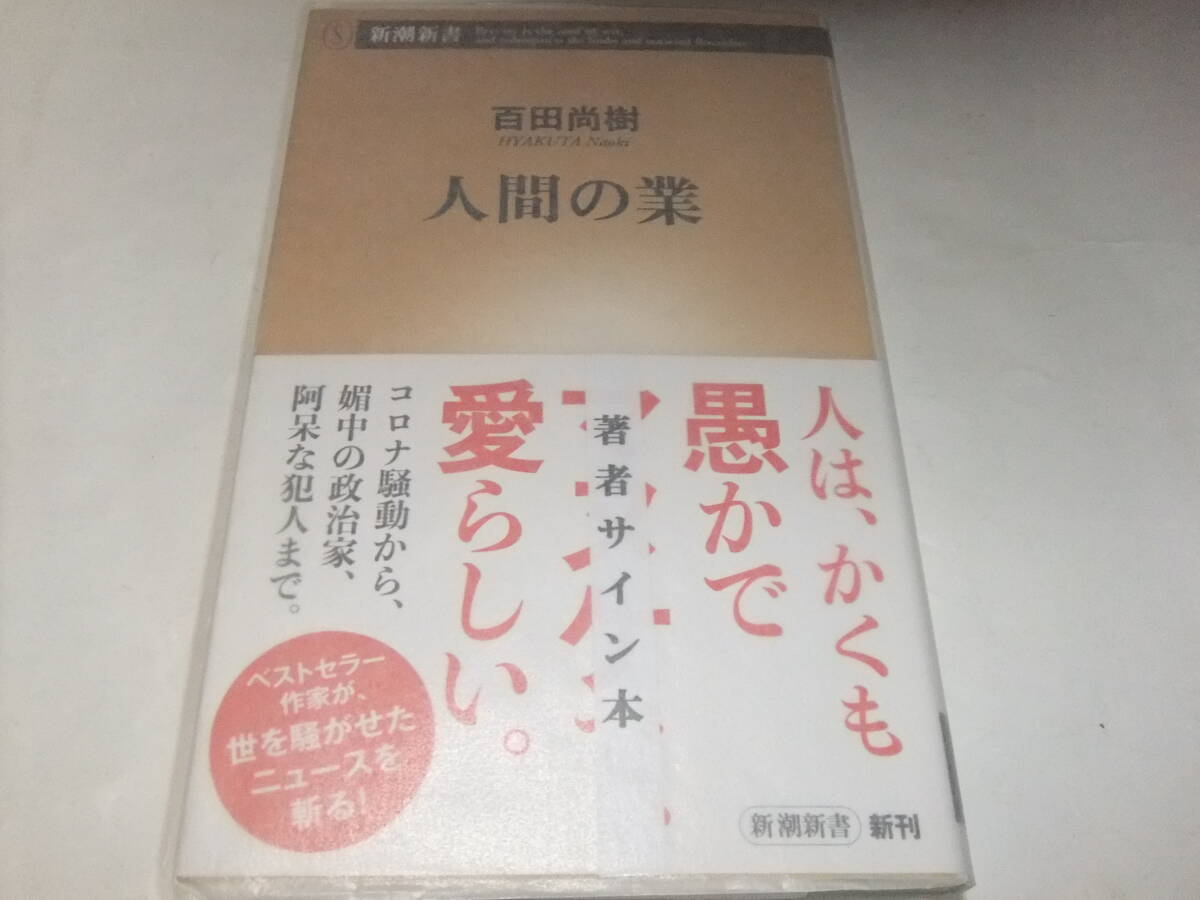 新潮新書
百田尚樹
HYAKUTA Naoki
人間の業
人は、かくも
愚かで
著者サイン本
愛らしい。
コロナ騒動から、
媚中の政治家、
阿呆な犯人まで。
ベストセラー
作家が、
世を騒がせた
ニュースを
斬る!
新潮新書 新刊